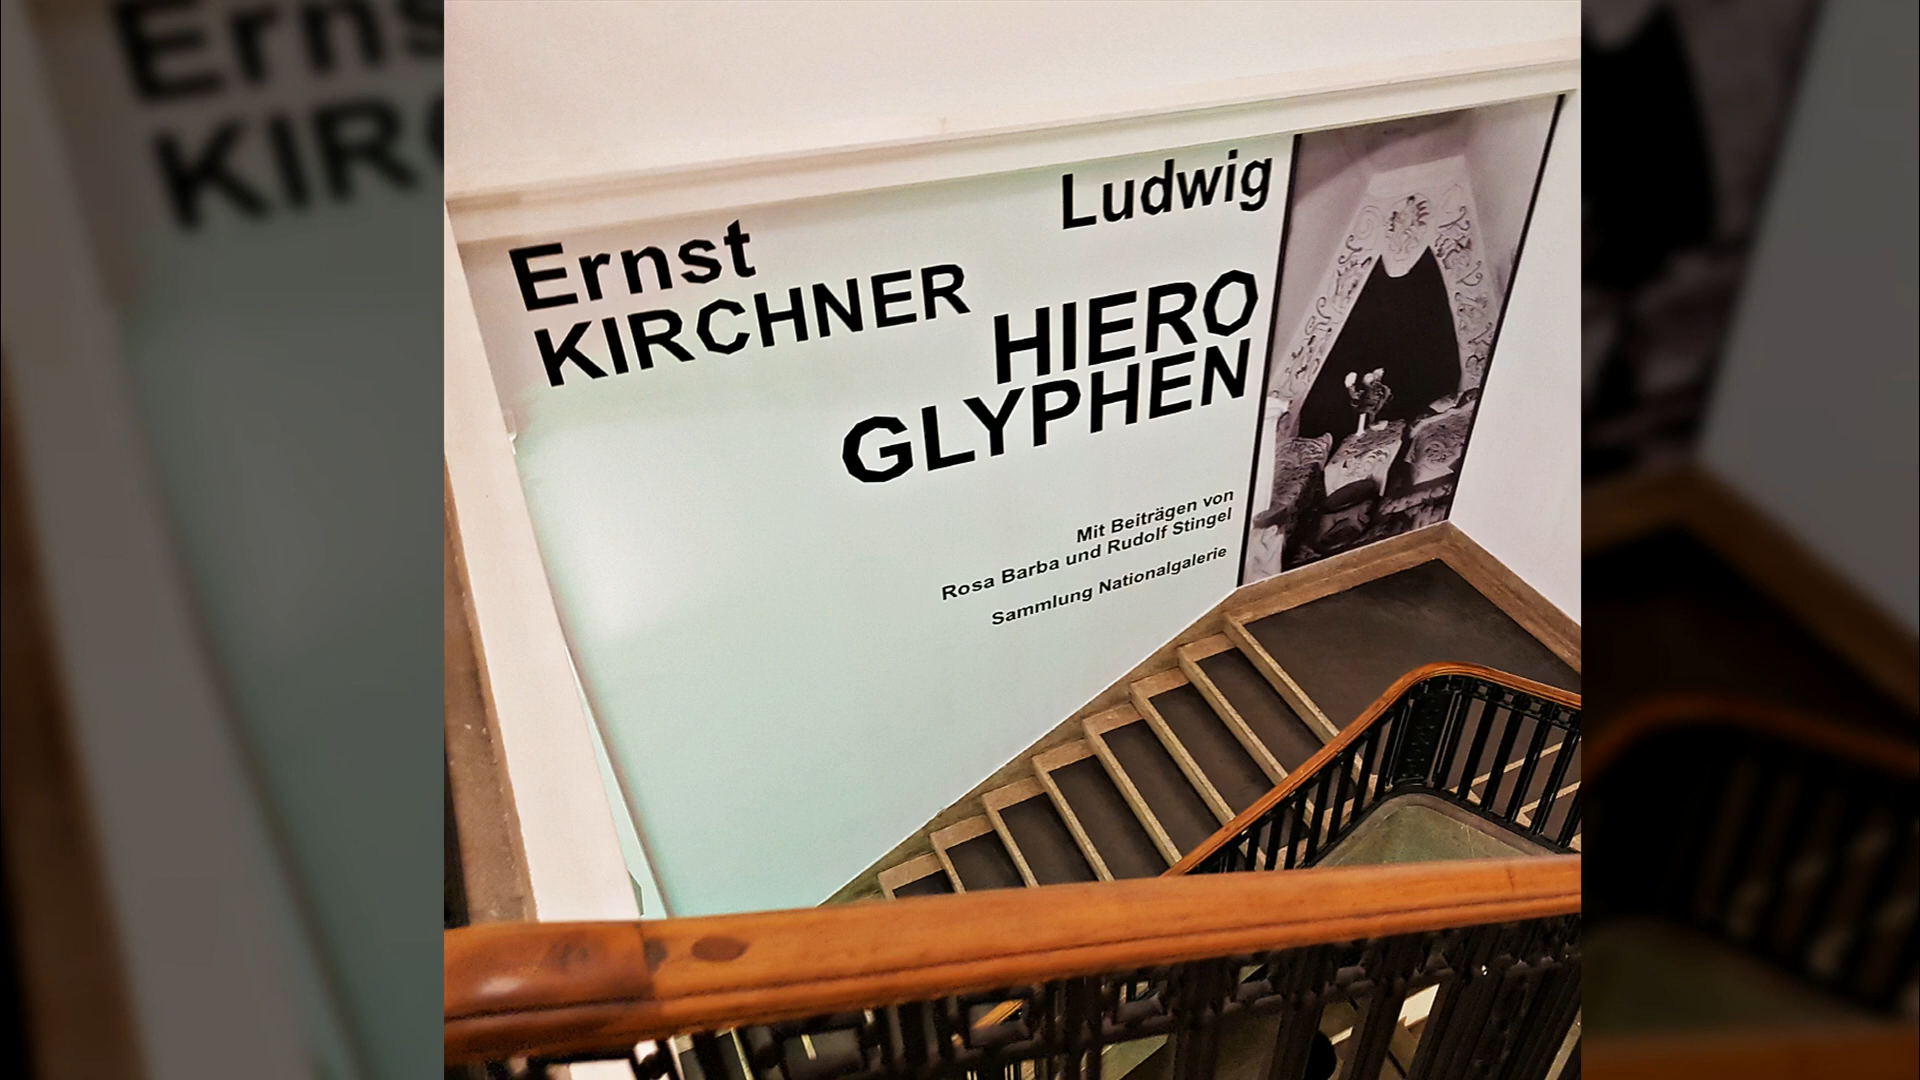 Ernst Ludwig
KIRCHNER
HIERO
GLYPHEN
Mit Beiträgen von
Rosa Barba und Rudolf Stingel
Sammlung Nationalgalerie